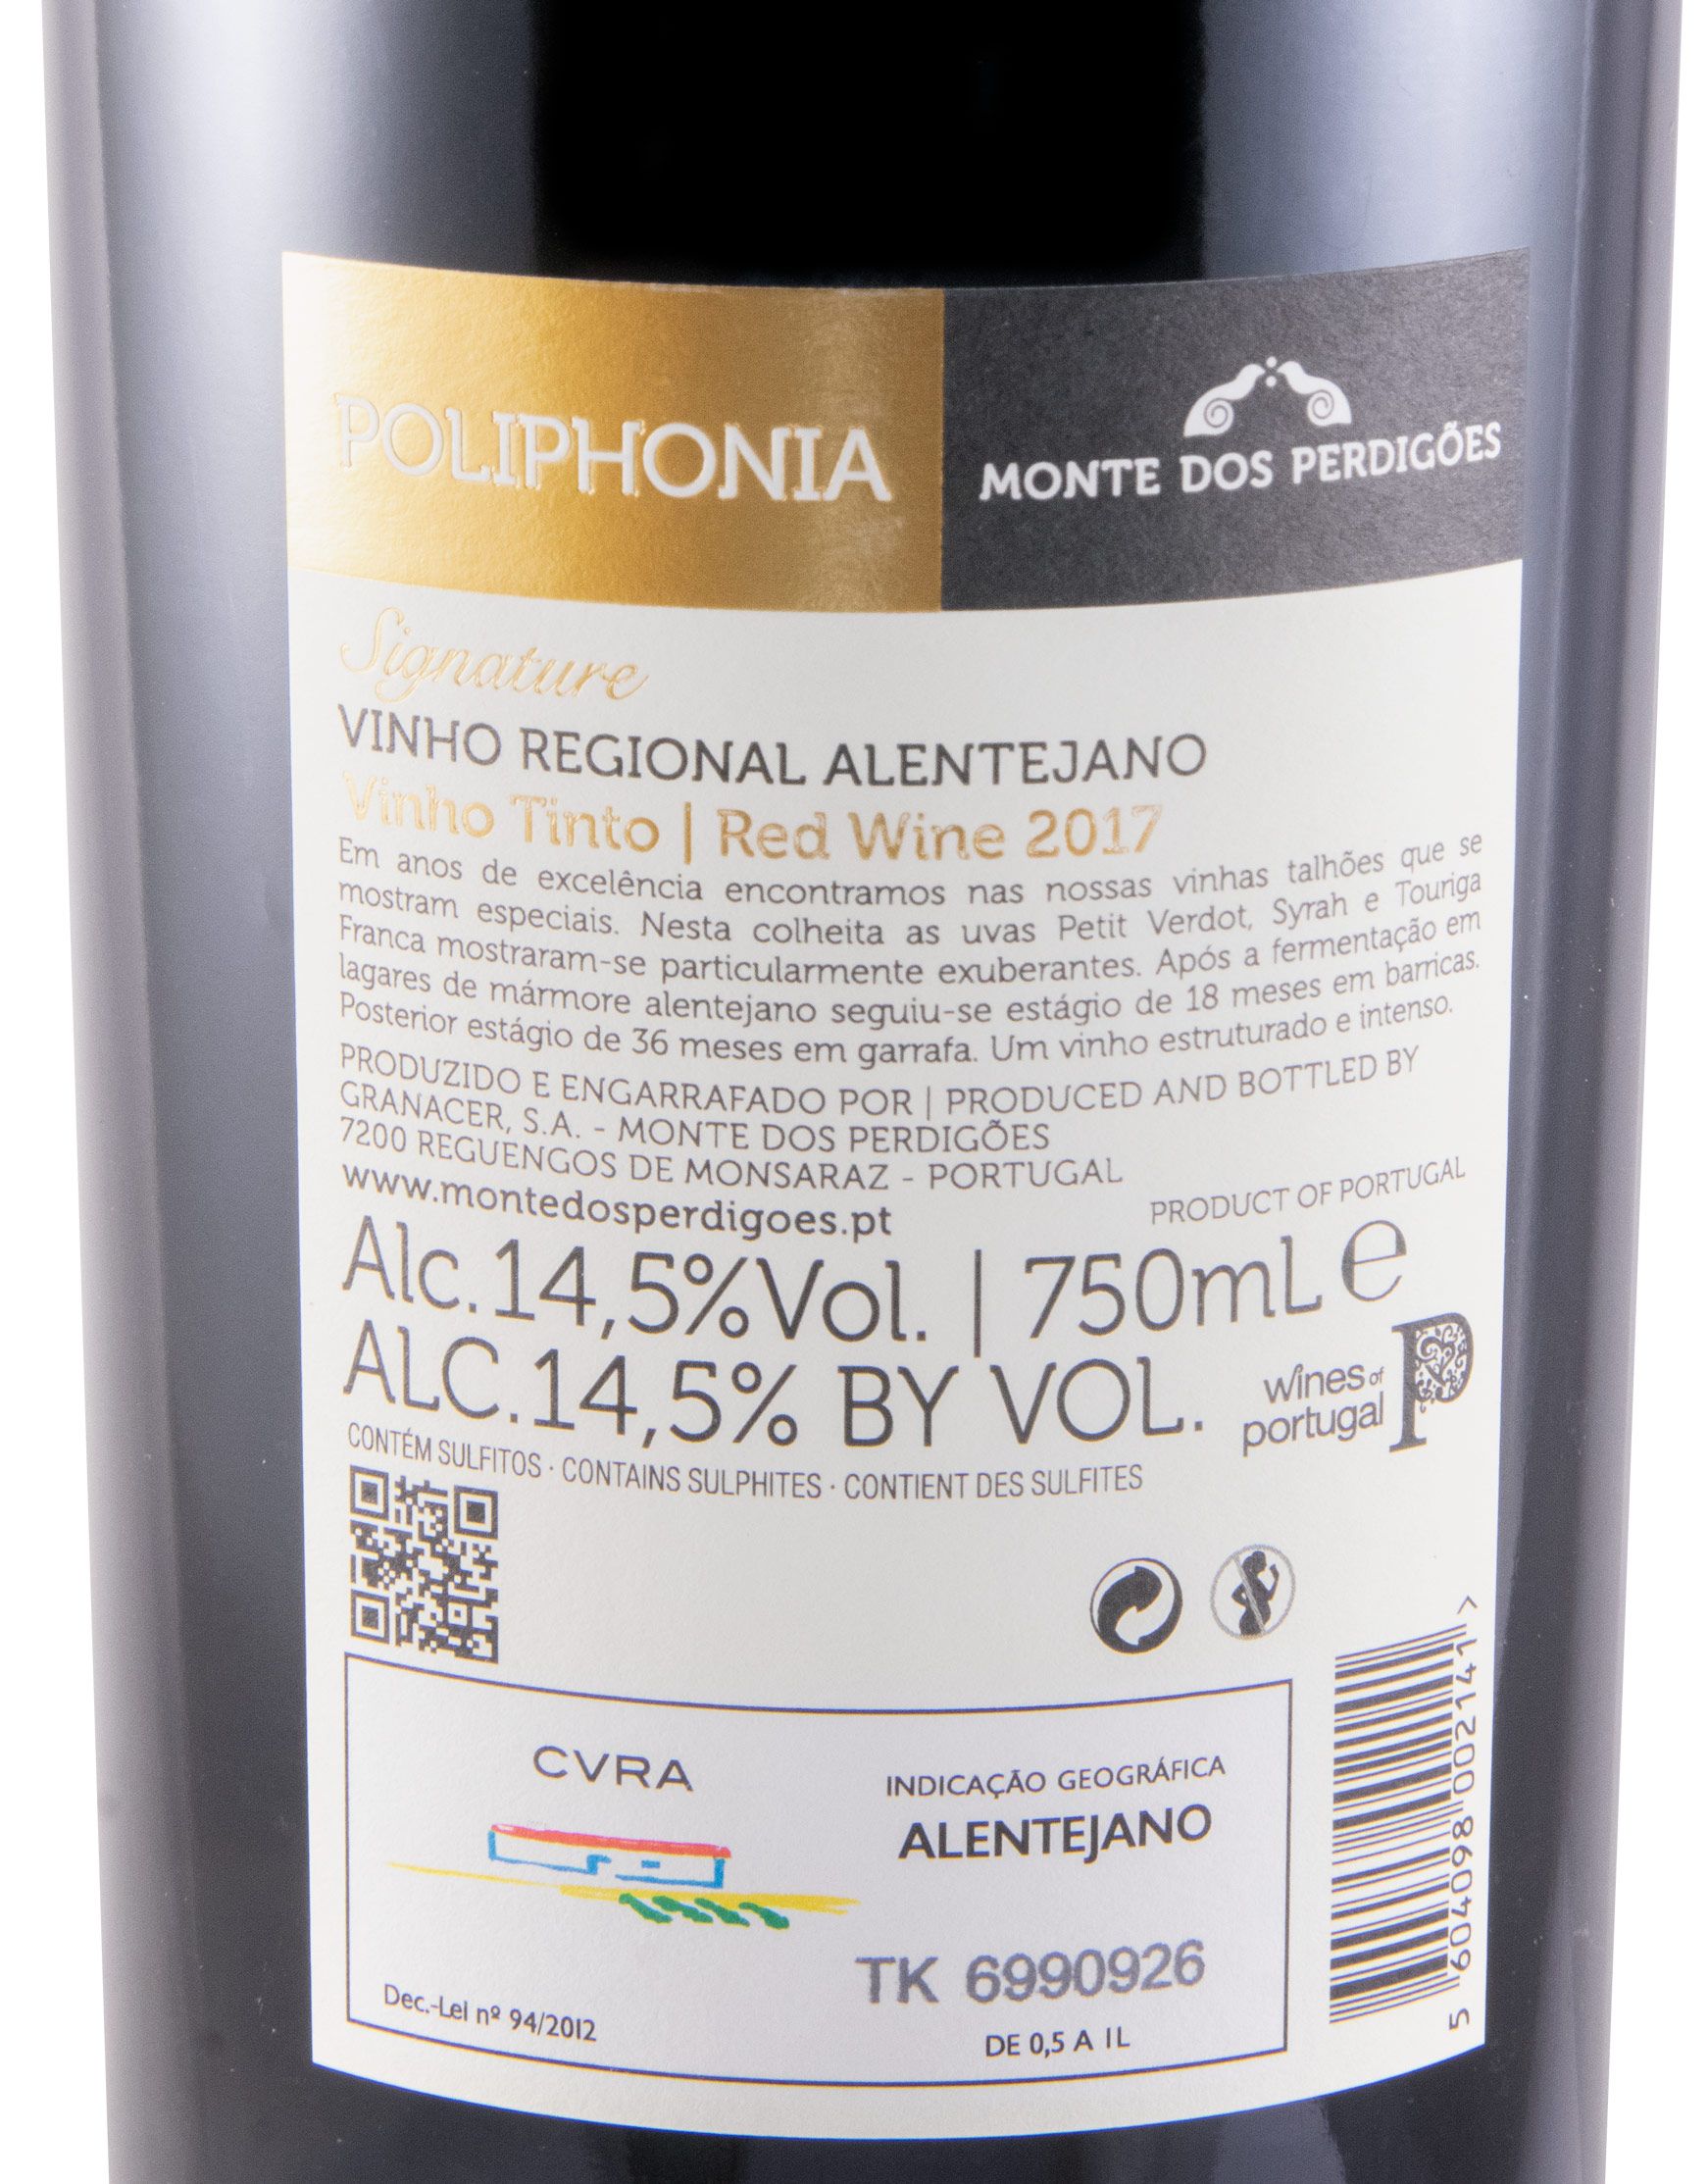 POLIPHONIA
MONTE DOS PERDIGÕES
Signature
VINHO REGIONAL ALENTEJANO
Vinho Tinto | Red Wine 2017
Em anos de excelência encontramos nas nossas vinhas talhões que se
mostram especiais. Nesta colheita as uvas Petit Verdot, Syrah e Touriga
Franca mostraram-se particularmente exuberantes. Após a fermentação em
lagares de mármore alentejano seguiu-se estágio de 18 meses em barricas.
Posterior estágio de 36 meses em garrafa. Um vinho estruturado e intenso.
PRODUZIDO E ENGARRAFADO POR | PRODUCED AND BOTTLED BY
GRANACER, S.A. - MONTE DOS PERDIGÕES
7200 REGUENGOS DE MONSARAZ - PORTUGAL
www.montedosperdigoes.pt
PRODUCT OF PORTUGAL
Alc.14,5%Vol. | 750mL e
ALC.14,5% BY VOL.
wines of
portugal
P
CONTÉM SULFITOS · CONTAINS SULPHITES · CONTIENT DES SULFITES
CVRA
INDICAÇÃO GEOGRÁFICA
ALENTEJANO
TK 6990926
Dec.-Lei nº 94/2012
DE 0,5 A 1L
5 604098 002141 >